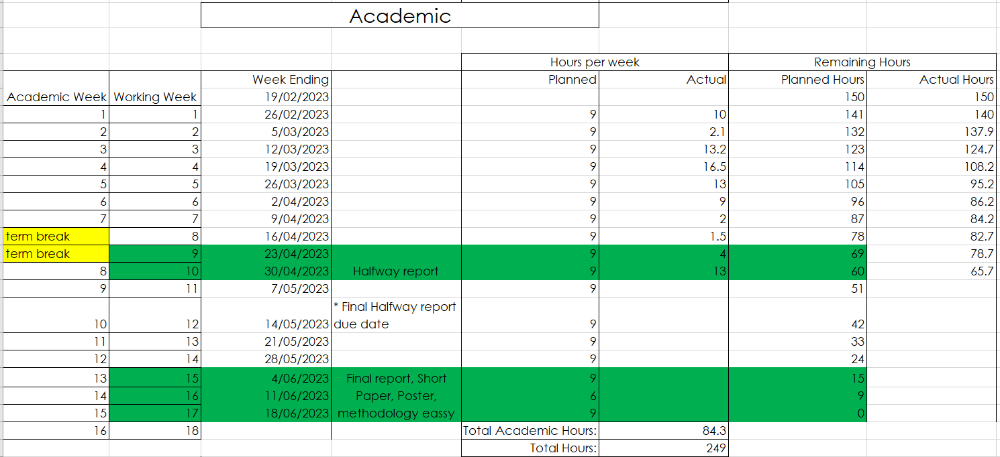 Academic
Hours per week Remaining Hours
Week Ending Planned Actual Planned Hours Actual Hours
Academic Week Working Week 19/02/2023 150 150
1 1 26/02/2023 9 10 141 140
2 2 5/03/2023 9 2.1 132 137.9
3 3 12/03/2023 9 13.2 123 124.7
4 4 19/03/2023 9 16.5 114 108.2
5 5 26/03/2023 9 13 105 95.2
6 6 2/04/2023 9 9 96 86.2
7 7 9/04/2023 9 2 87 84.2
term break 8 16/04/2023 9 1.5 78 82.7
term break 9 23/04/2023 9 4 69 78.7
8 10 30/04/2023 Halfway report 9 13 60 65.7
9 11 7/05/2023 9 51
* Final Halfway report
10 12 14/05/2023 due date 9 42
11 13 21/05/2023 9 33
12 14 28/05/2023 9 24
13 15 4/06/2023 Final report, Short 9 15
14 16 11/06/2023 Paper, Poster, 6 9
15 17 18/06/2023 methodology eassy 9 0
16 18 Total Academic Hours: 84.3
Total Hours: 249